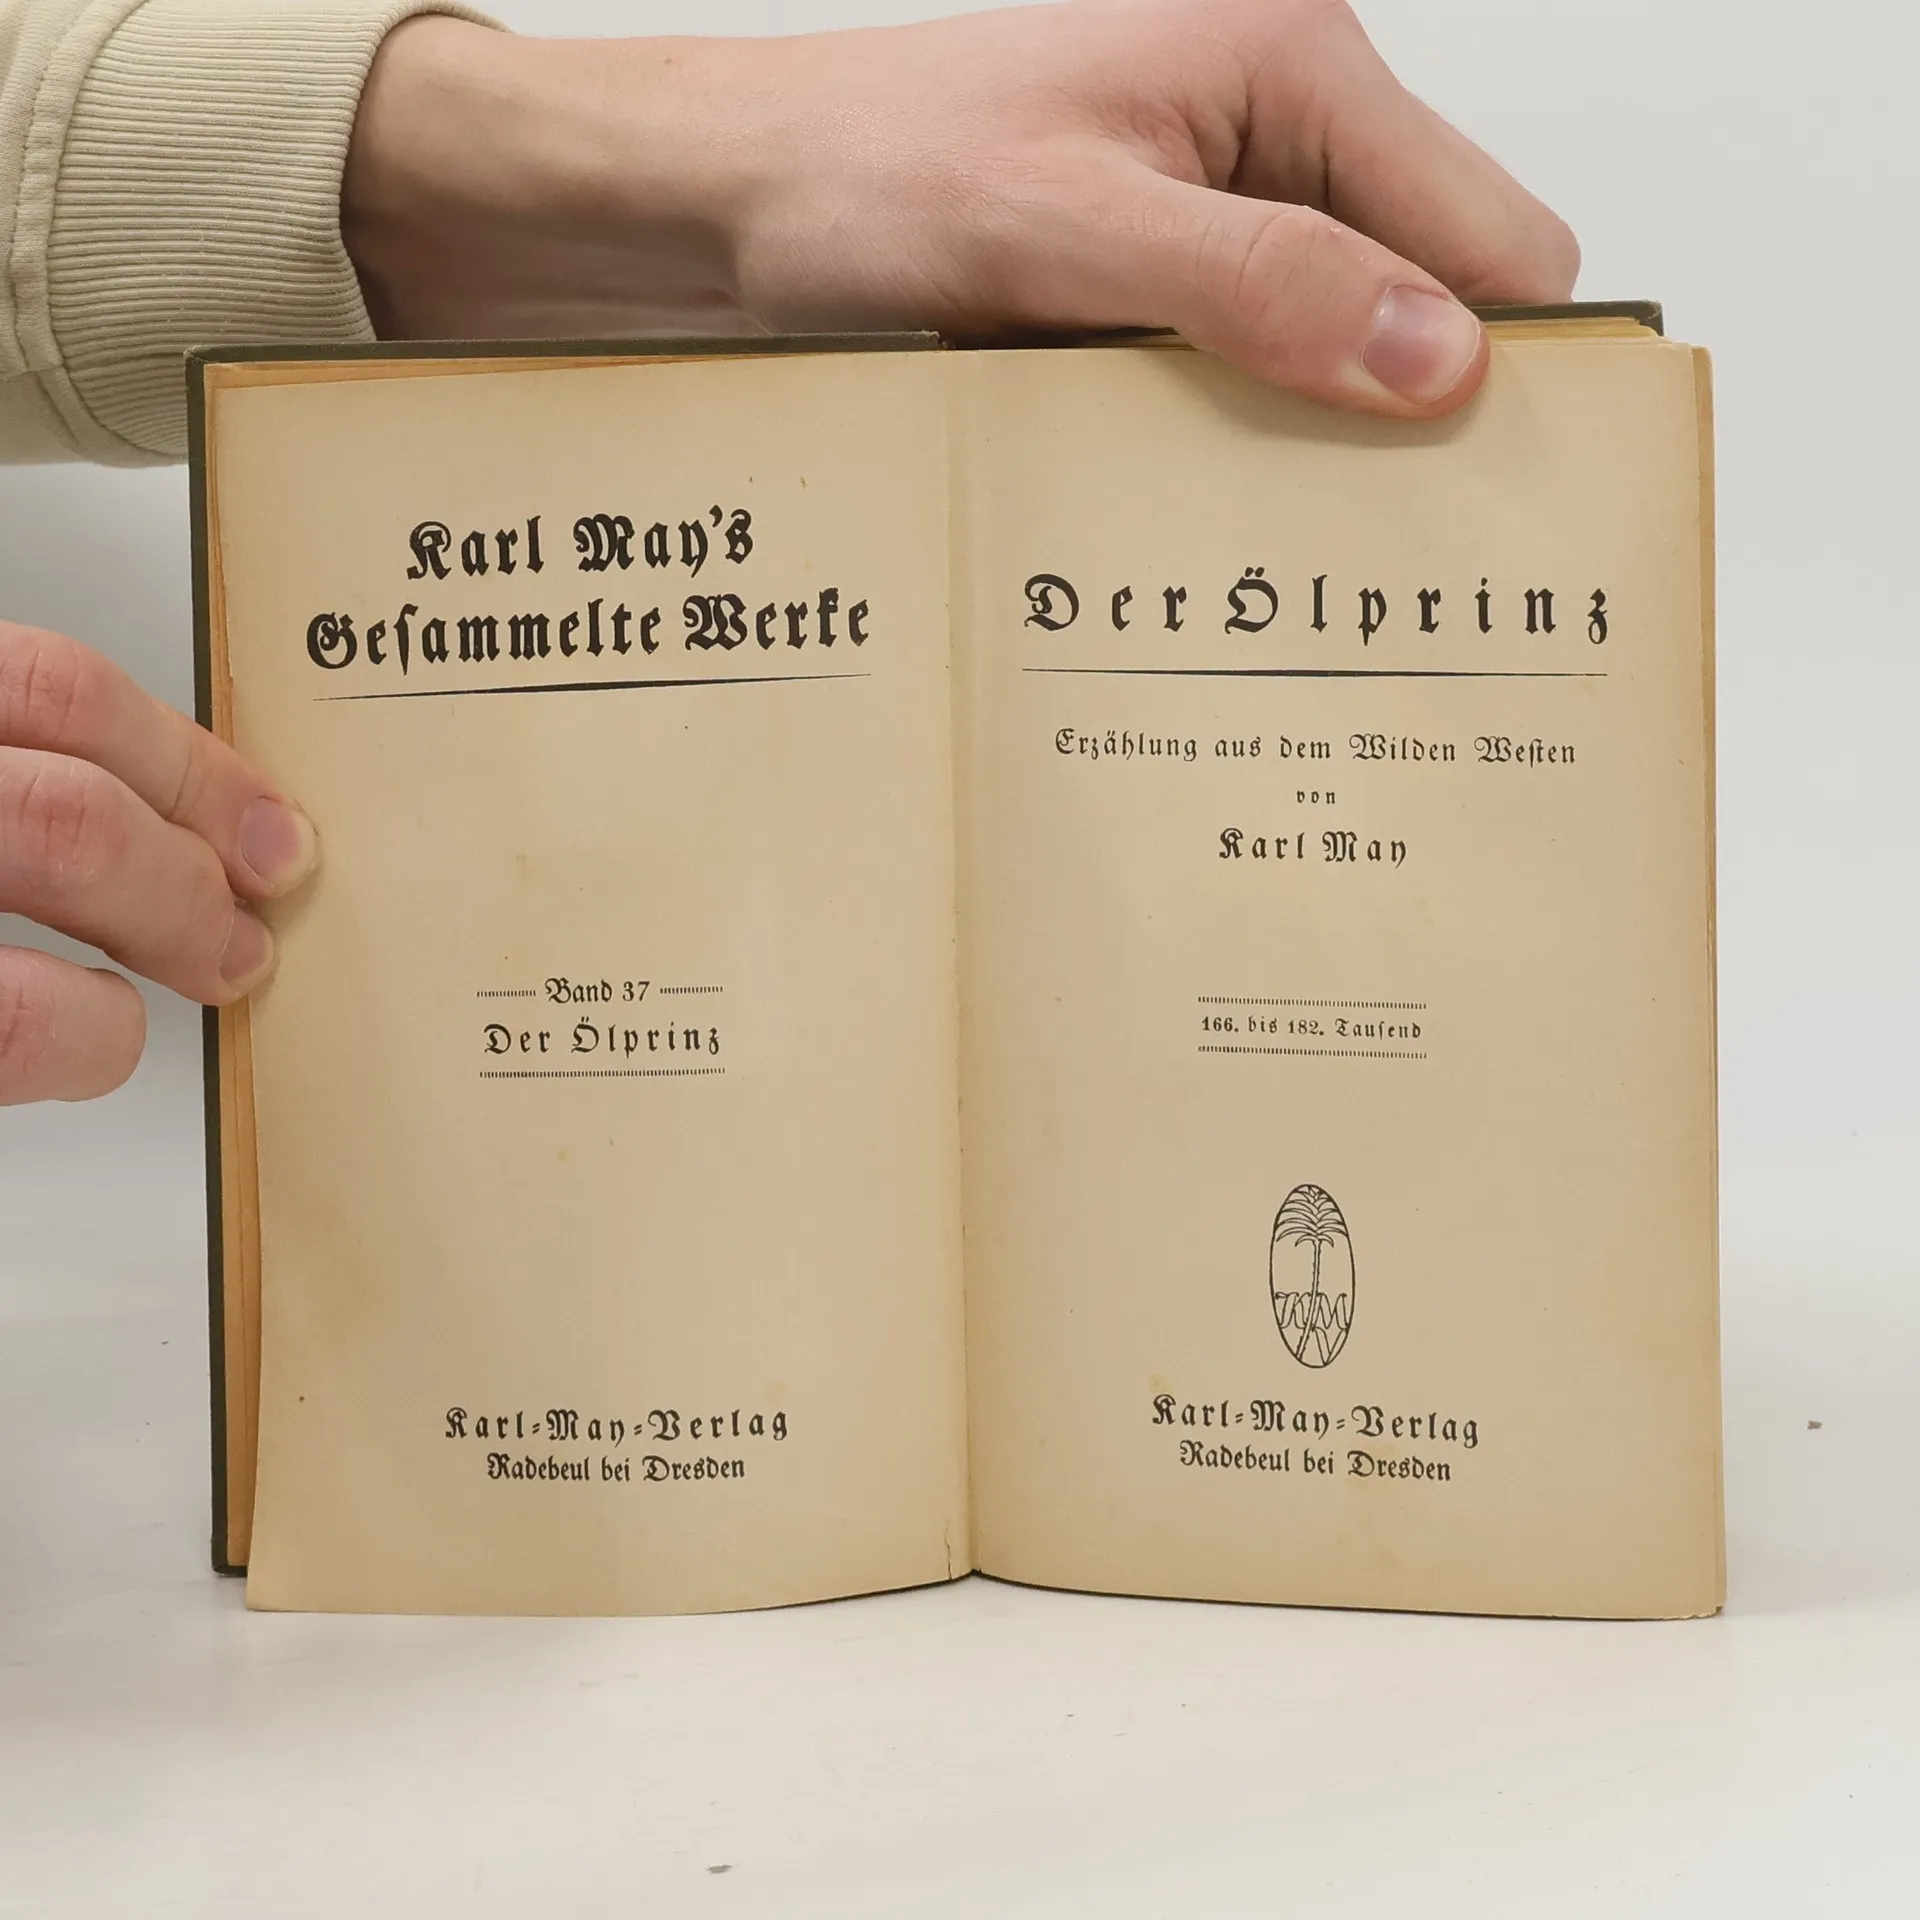 Karl May's
Geſammelte Werke
Band 37
Der Ölprinz
Karl-May-Verlag
Radebeul bei Dresden
Der Ölprinz
Erzählung aus dem Wilden Weſten
von
Karl May
166. bis 182. Tauſend
KMV
Karl-May-Verlag
Radebeul bei Dresden